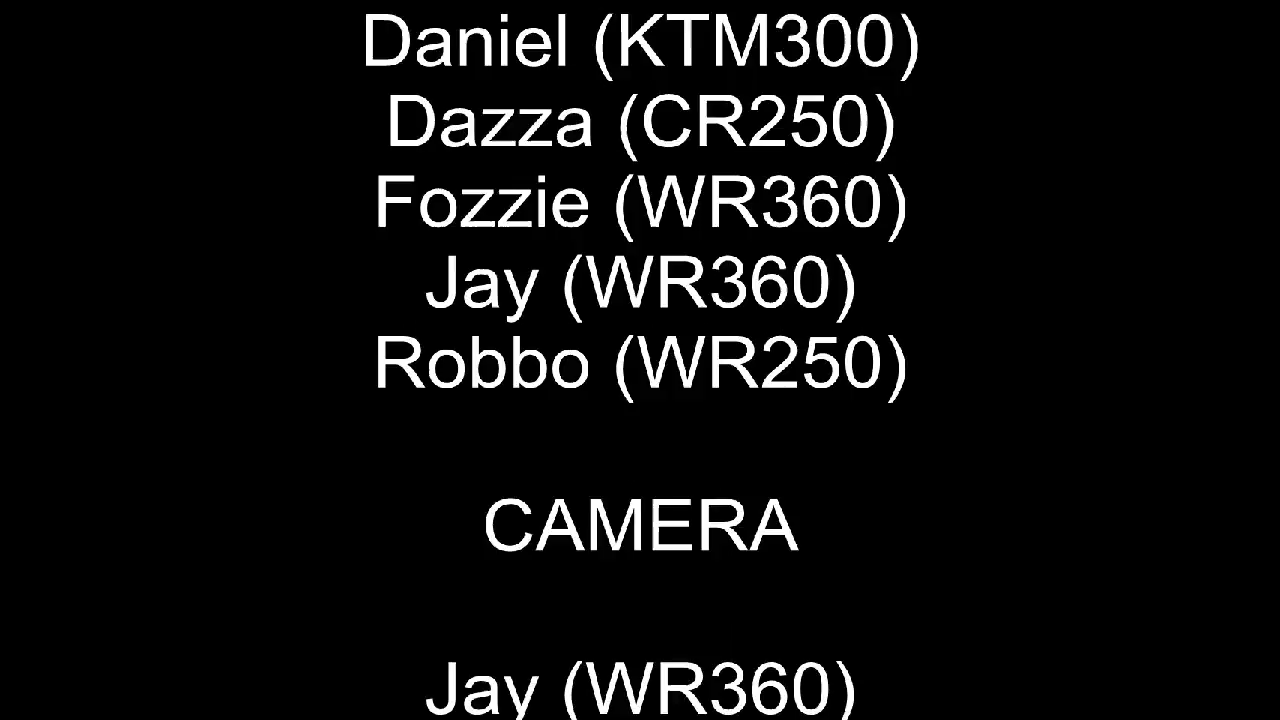 Daniel (KTM300)
Dazza (CR250)
Fozzie (WR360)
Jay (WR360)
Robbo (WR250)
CAMERA
Jay (WR360)